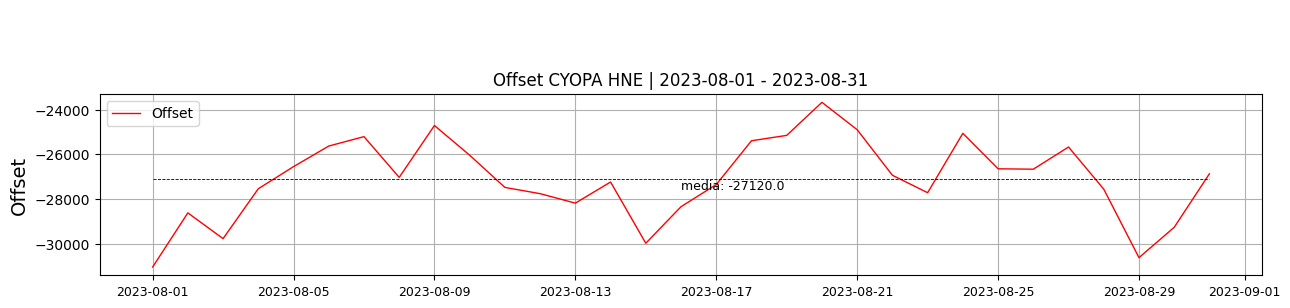 Offset CYOPA HNE | 2023-08-01 - 2023-08-31
Offset
Offset
−24000
−26000
−28000
−30000
media: -27120.0
2023-08-01 2023-08-05 2023-08-09 2023-08-13 2023-08-17 2023-08-21 2023-08-25 2023-08-29 2023-09-01